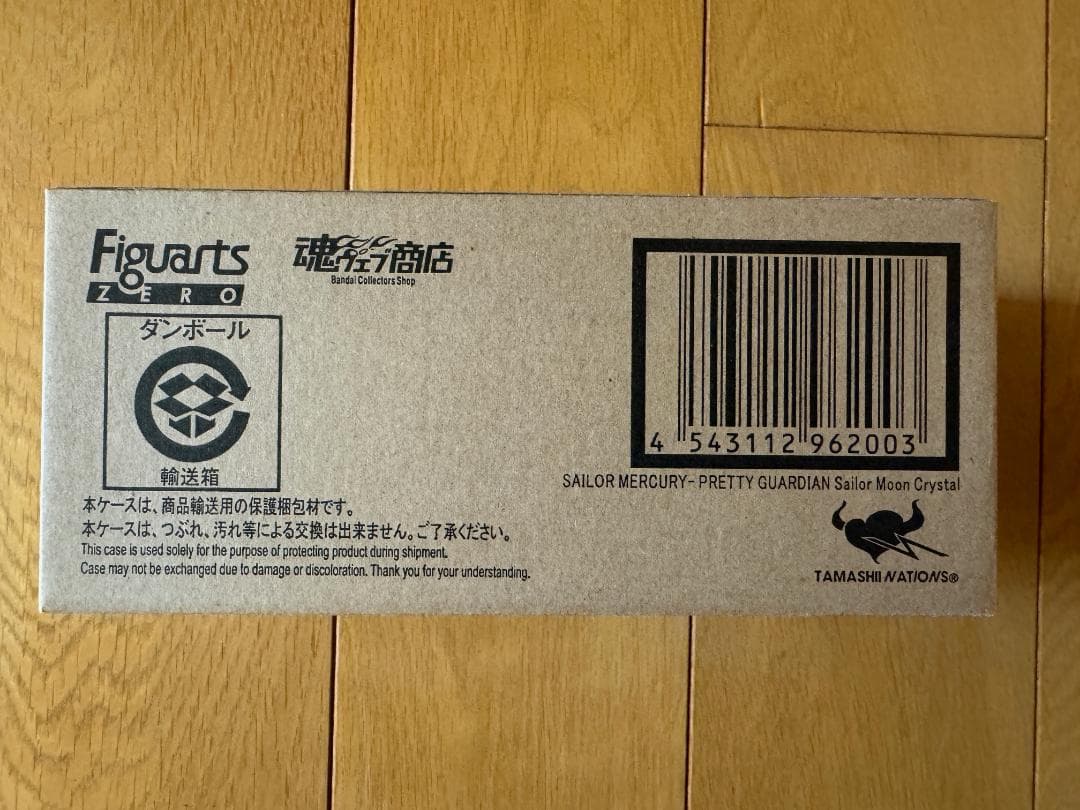 Figuarts
ZERO
魂ウェブ商店
Bandai Collectors Shop
ダンボール
輸送箱
本ケースは、商品輸送用の保護梱包材です。
本ケースは、つぶれ、汚れ等による交換は出来ません。ご了承ください。
This case is used solely for the purpose of protecting product during shipment.
Case may not be exchanged due to damage or discoloration. Thank you for your understanding.
4 543112 962003
SAILOR MERCURY- PRETTY GUARDIAN Sailor Moon Crystal
TAMASHII NATIONS®